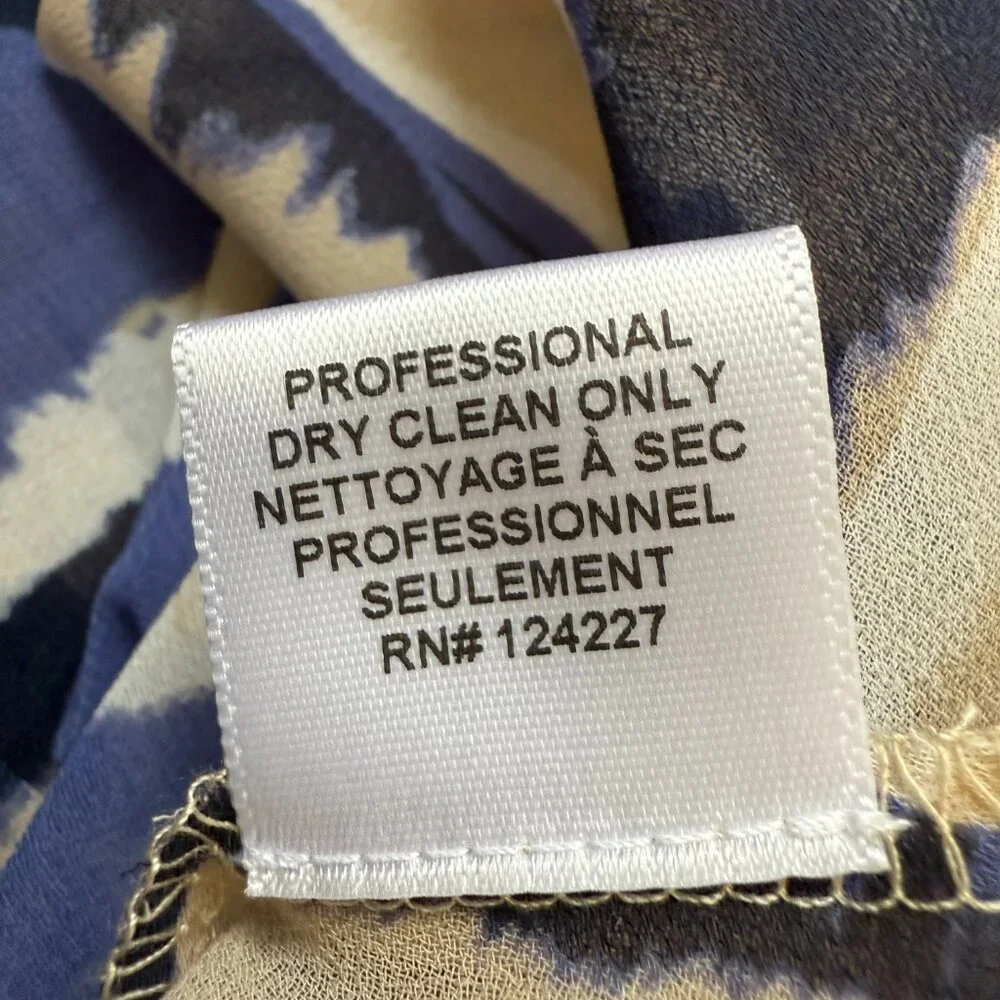 PROFESSIONAL
DRY CLEAN ONLY
NETTOYAGE À SEC
PROFESSIONNEL
SEULEMENT
RN# 124227